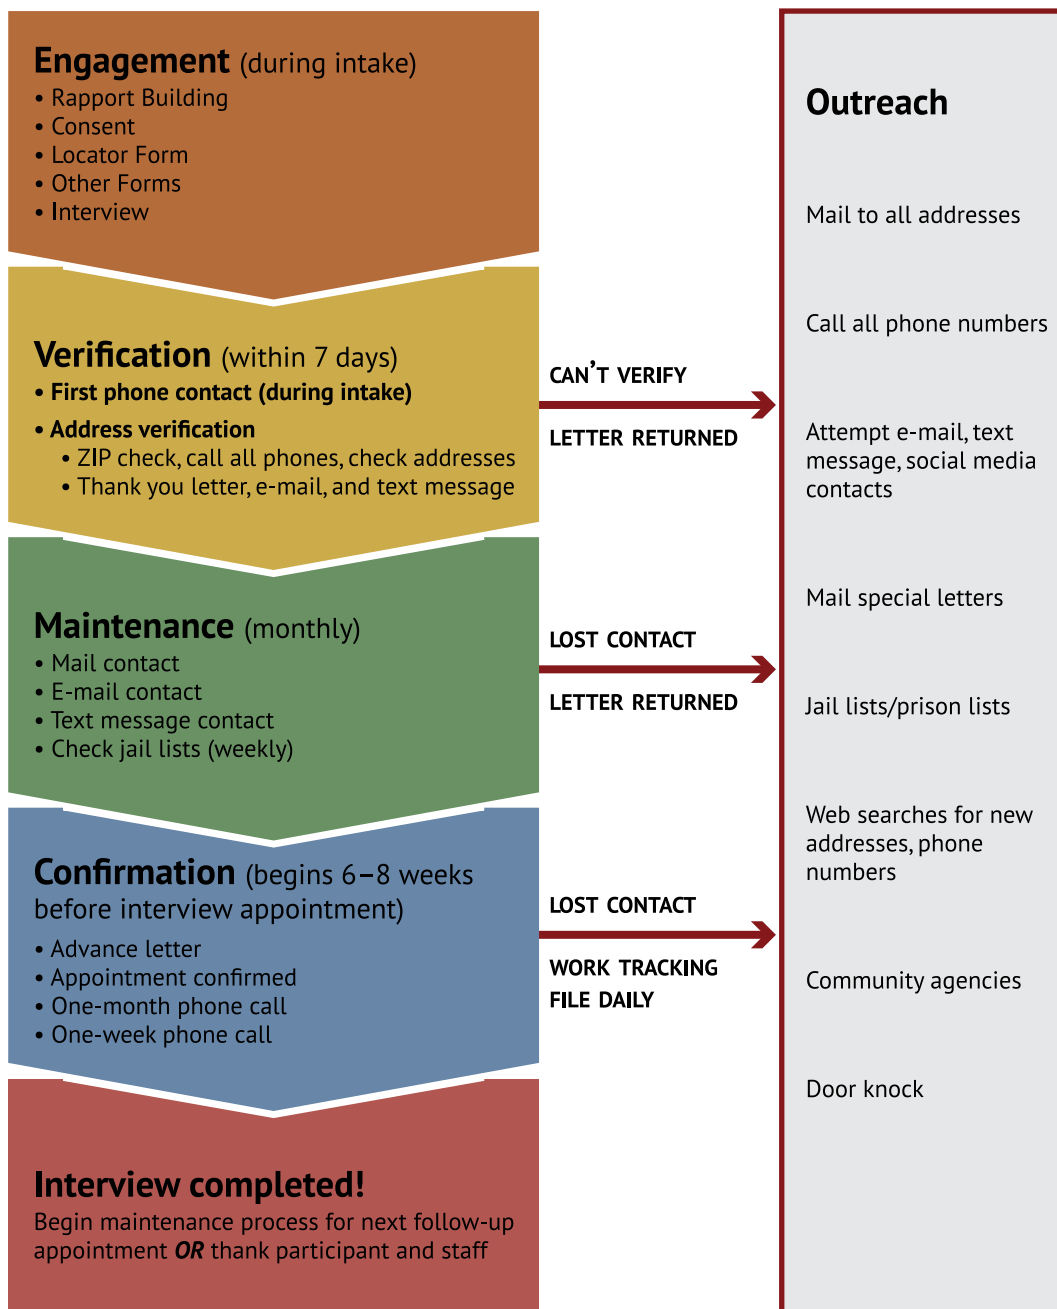 Engagement (during intake)
• Rapport Building
• Consent
• Locator Form
• Other Forms
• Interview
Verification (within 7 days)
• First phone contact (during intake)
• Address verification
• ZIP check, call all phones, check addresses
• Thank you letter, e-mail, and text message
CAN'T VERIFY
LETTER RETURNED
Maintenance (monthly)
• Mail contact
• E-mail contact
• Text message contact
• Check jail lists (weekly)
LOST CONTACT
LETTER RETURNED
Confirmation (begins 6–8 weeks
before interview appointment)
• Advance letter
• Appointment confirmed
• One-month phone call
• One-week phone call
LOST CONTACT
WORK TRACKING
FILE DAILY
Interview completed!
Begin maintenance process for next follow-up
appointment OR thank participant and staff
Outreach
Mail to all addresses
Call all phone numbers
Attempt e-mail, text
message, social media
contacts
Mail special letters
Jail lists/prison lists
Web searches for new
addresses, phone
numbers
Community agencies
Door knock